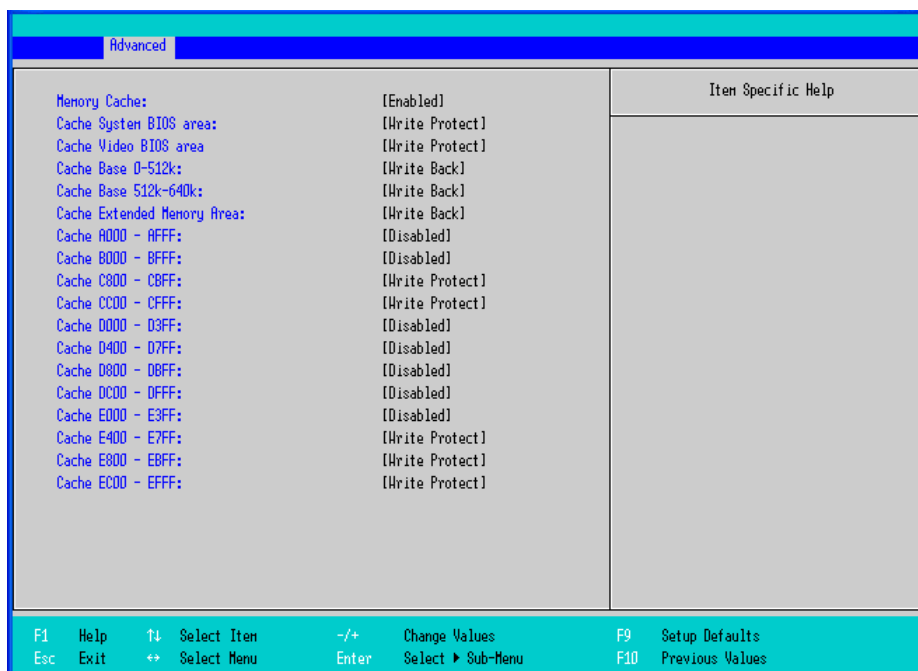 Advanced
Item Specific Help
Memory Cache: [Enabled]
Cache System BIOS area: [Write Protect]
Cache Video BIOS area [Write Protect]
Cache Base 0-512k: [Write Back]
Cache Base 512k-640k: [Write Back]
Cache Extended Memory Area: [Write Back]
Cache A000 - AFFF: [Disabled]
Cache B000 - BFFF: [Disabled]
Cache C800 - CBFF: [Write Protect]
Cache CC00 - CFFF: [Write Protect]
Cache D000 - D3FF: [Disabled]
Cache D400 - D7FF: [Disabled]
Cache D800 - DBFF: [Disabled]
Cache DC00 - DFFF: [Disabled]
Cache E000 - E3FF: [Disabled]
Cache E400 - E7FF: [Write Protect]
Cache E800 - EBFF: [Write Protect]
Cache EC00 - EFFF: [Write Protect]
F1 Help ↑↓ Select Item -/+ Change Values F9 Setup Defaults
Esc Exit ↔ Select Menu Enter Select ▶ Sub-Menu F10 Previous Values